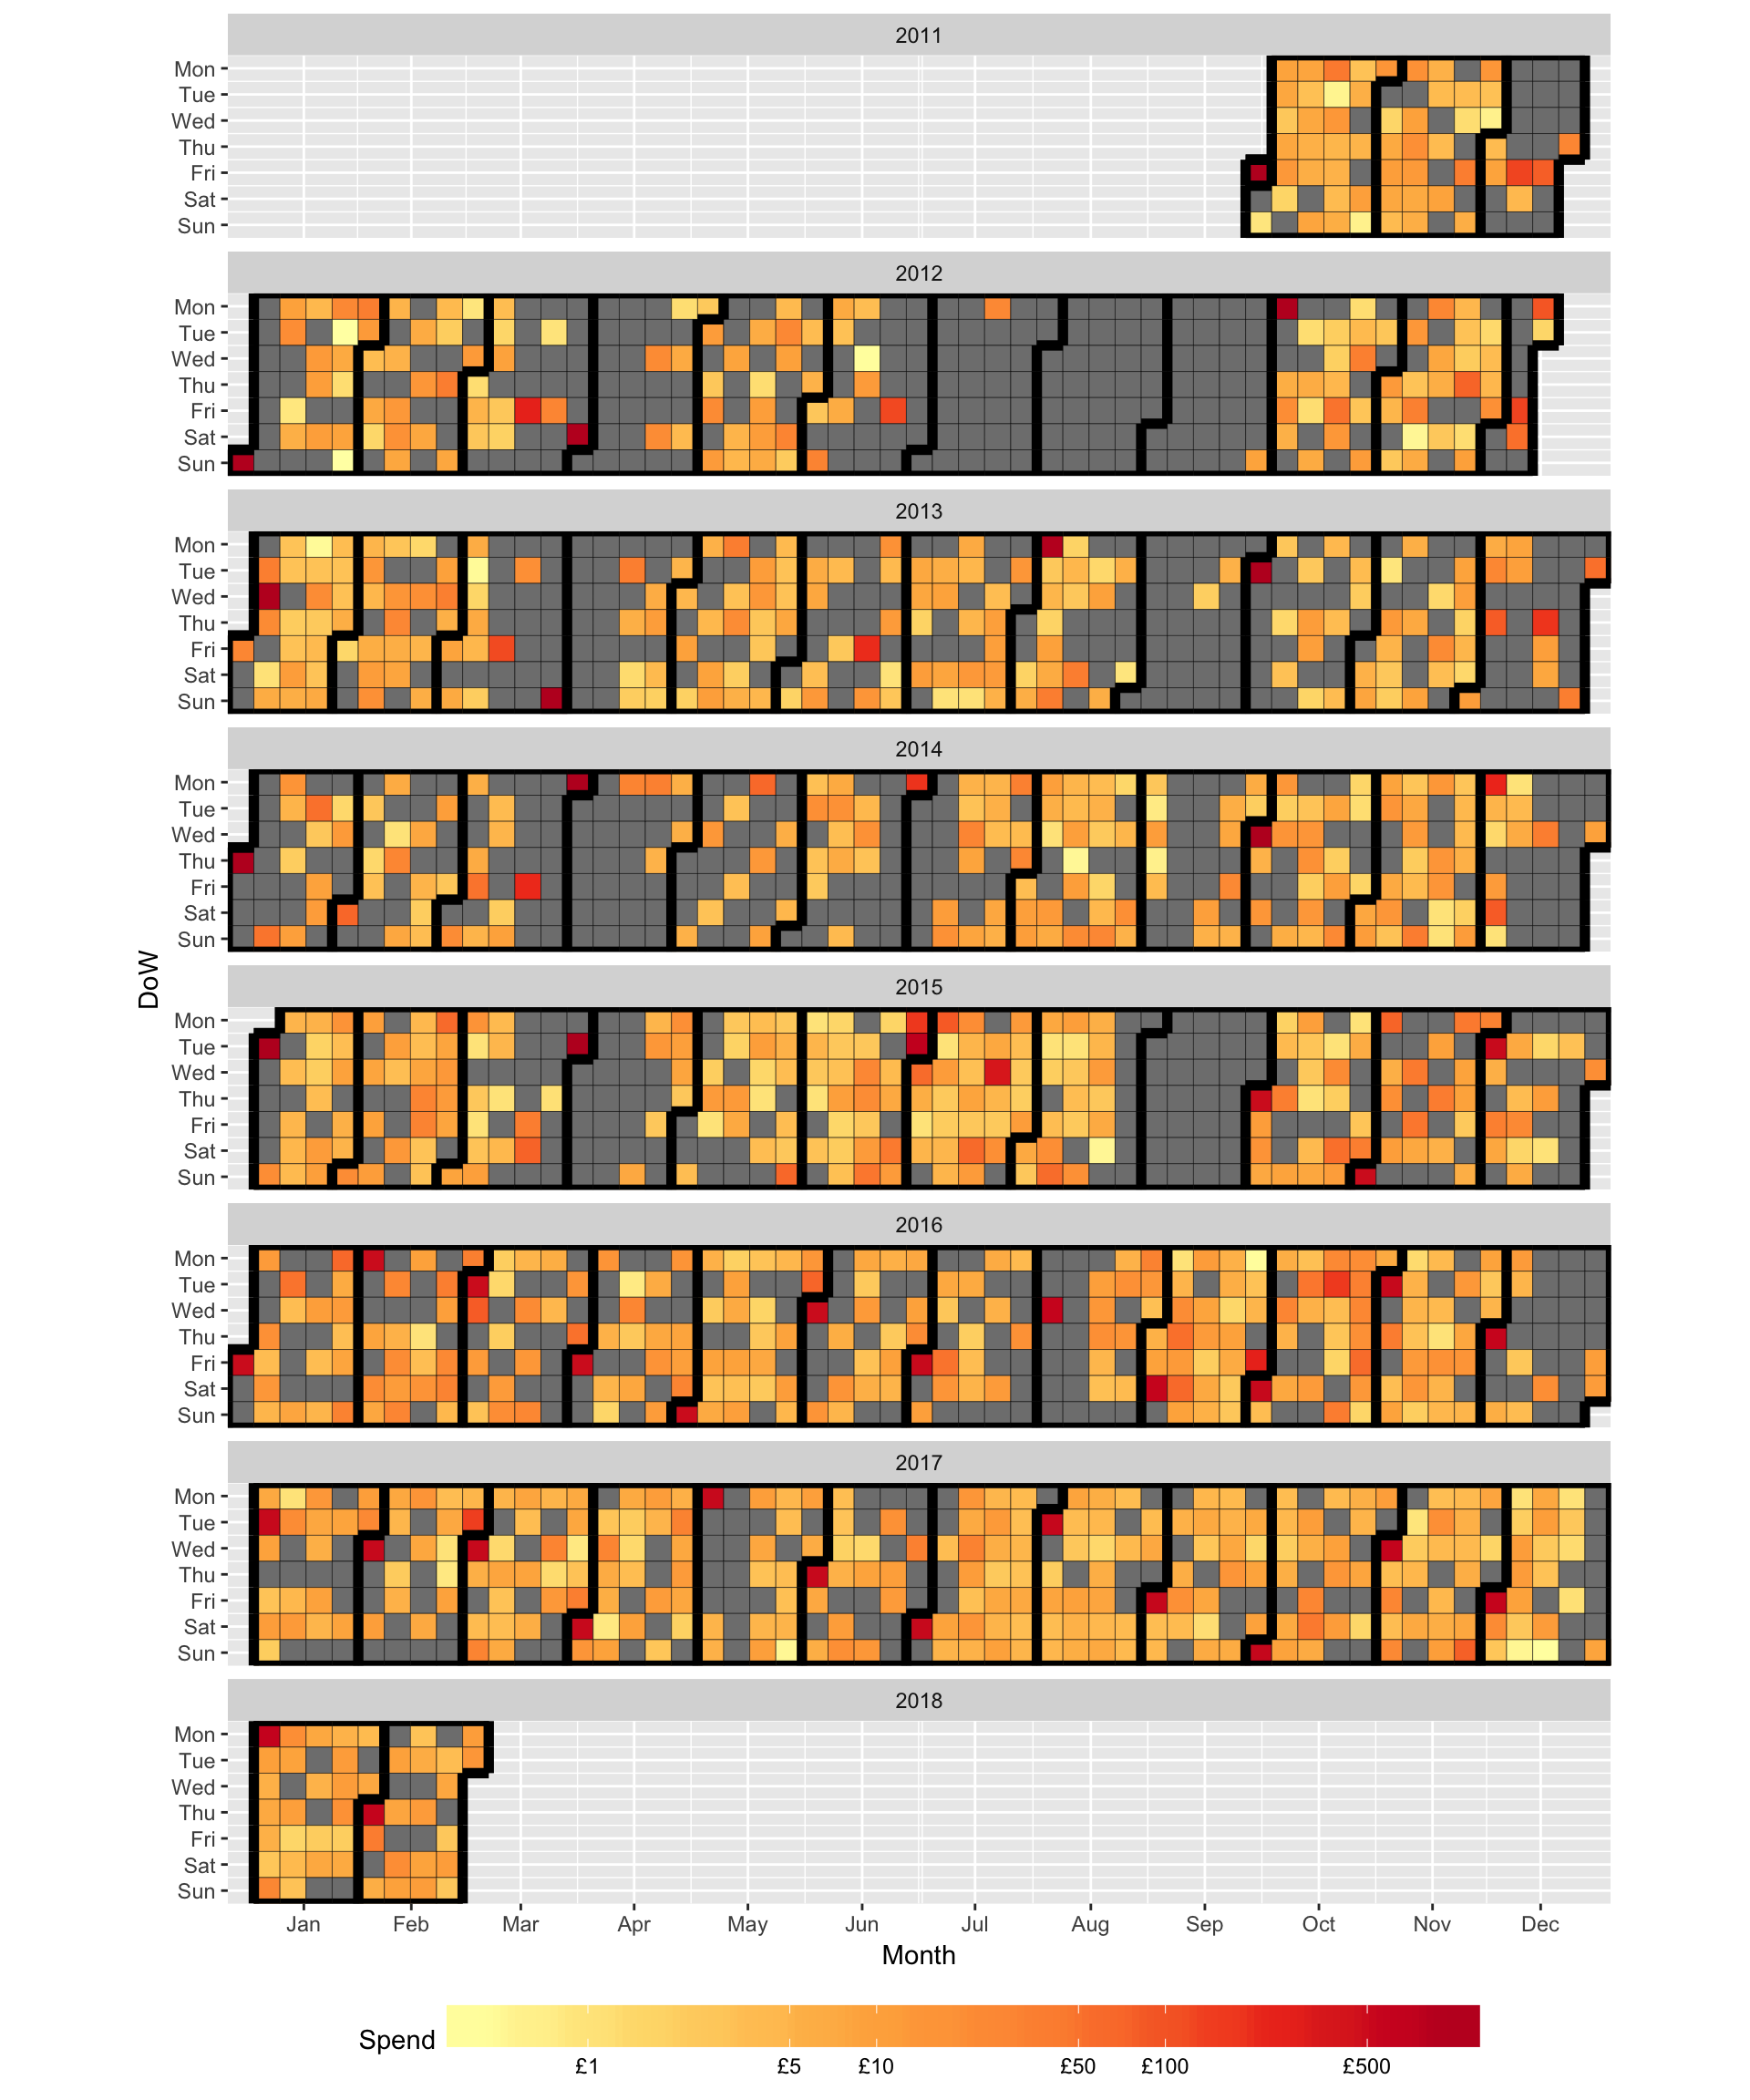 2011
Mon
Tue
Wed
Thu
Fri
Sat
Sun
2012
Mon
Tue
Wed
Thu
Fri
Sat
Sun
2013
Mon
Tue
Wed
Thu
Fri
Sat
Sun
2014
Mon
Tue
Wed
Thu
Fri
Sat
Sun
DoW
2015
Mon
Tue
Wed
Thu
Fri
Sat
Sun
2016
Mon
Tue
Wed
Thu
Fri
Sat
Sun
2017
Mon
Tue
Wed
Thu
Fri
Sat
Sun
2018
Mon
Tue
Wed
Thu
Fri
Sat
Sun
Jan Feb Mar Apr May Jun Jul Aug Sep Oct Nov Dec
Month
Spend
£1 £5 £10 £50 £100 £500